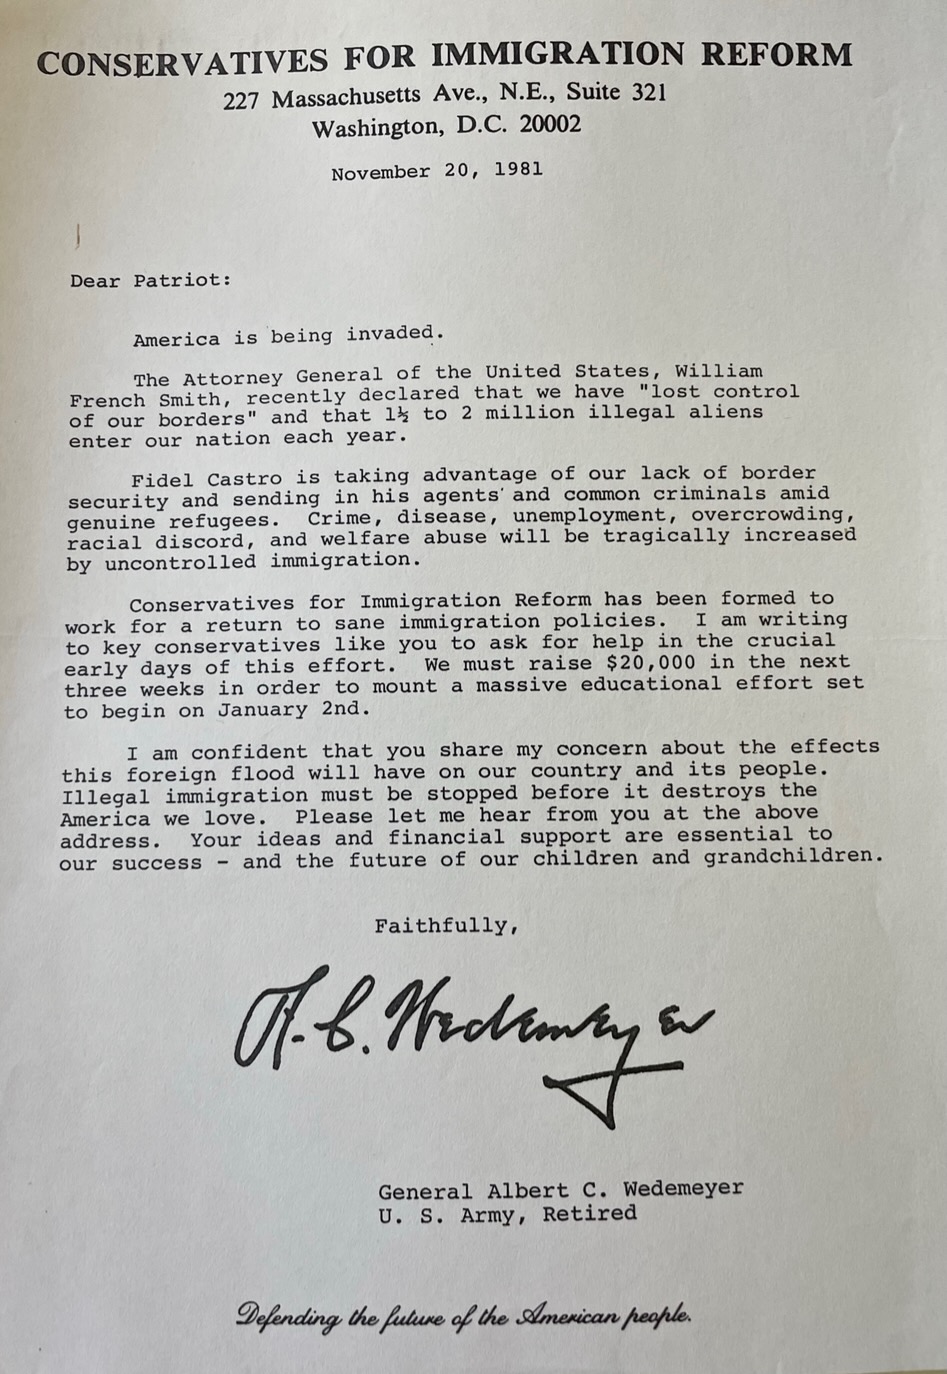 CONSERVATIVES FOR IMMIGRATION REFORM
227 Massachusetts Ave., N.E., Suite 321
Washington, D.C. 20002
November 20, 1981
Dear Patriot:
America is being invaded.
The Attorney General of the United States, William
French Smith, recently declared that we have "lost control
of our borders" and that 1½ to 2 million illegal aliens
enter our nation each year.
Fidel Castro is taking advantage of our lack of border
security and sending in his agents and common criminals amid
genuine refugees. Crime, disease, unemployment, overcrowding,
racial discord, and welfare abuse will be tragically increased
by uncontrolled immigration.
Conservatives for Immigration Reform has been formed to
work for a return to sane immigration policies. I am writing
to key conservatives like you to ask for help in the crucial
early days of this effort. We must raise $20,000 in the next
three weeks in order to mount a massive educational effort set
to begin on January 2nd.
I am confident that you share my concern about the effects
this foreign flood will have on our country and its people.
Illegal immigration must be stopped before it destroys the
America we love. Please let me hear from you at the above
address. Your ideas and financial support are essential to
our success - and the future of our children and grandchildren.
Faithfully,
A. C. Wedemeyer
General Albert C. Wedemeyer
U. S. Army, Retired
Defending the future of the American people.